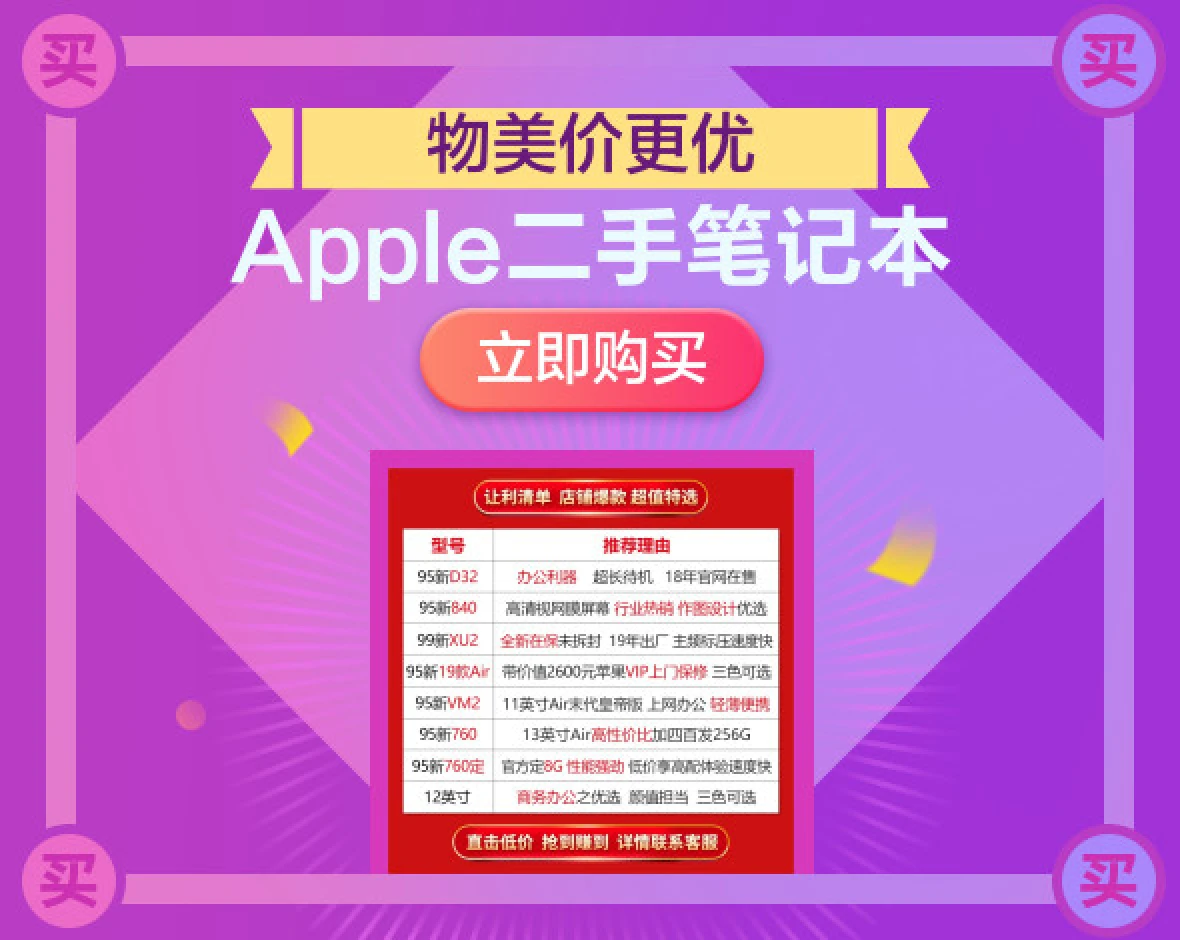 买 买
物美价更优
Apple二手笔记本
立即购买
让利清单 店铺爆款 超值特选
型号 推荐理由
95新D32 办公利器 超长待机 18年官网在售
95新840 高清视网膜屏幕 行业热销 作图设计优选
99新XU2 全新在保未拆封 19年出厂 主频标压速度快
95新19款Air 带价值2600元苹果VIP上门保修 三色可选
95新VM2 11英寸Air末代皇帝版 上网办公 轻薄便携
95新760 13英寸Air高性价比加四百发256G
95新760定 官方定8G 性能强劲 低价享高配体验速度快
12英寸 商务办公之优选 颜值担当 三色可选
直击低价 抢到赚到 详情联系客服
买 买